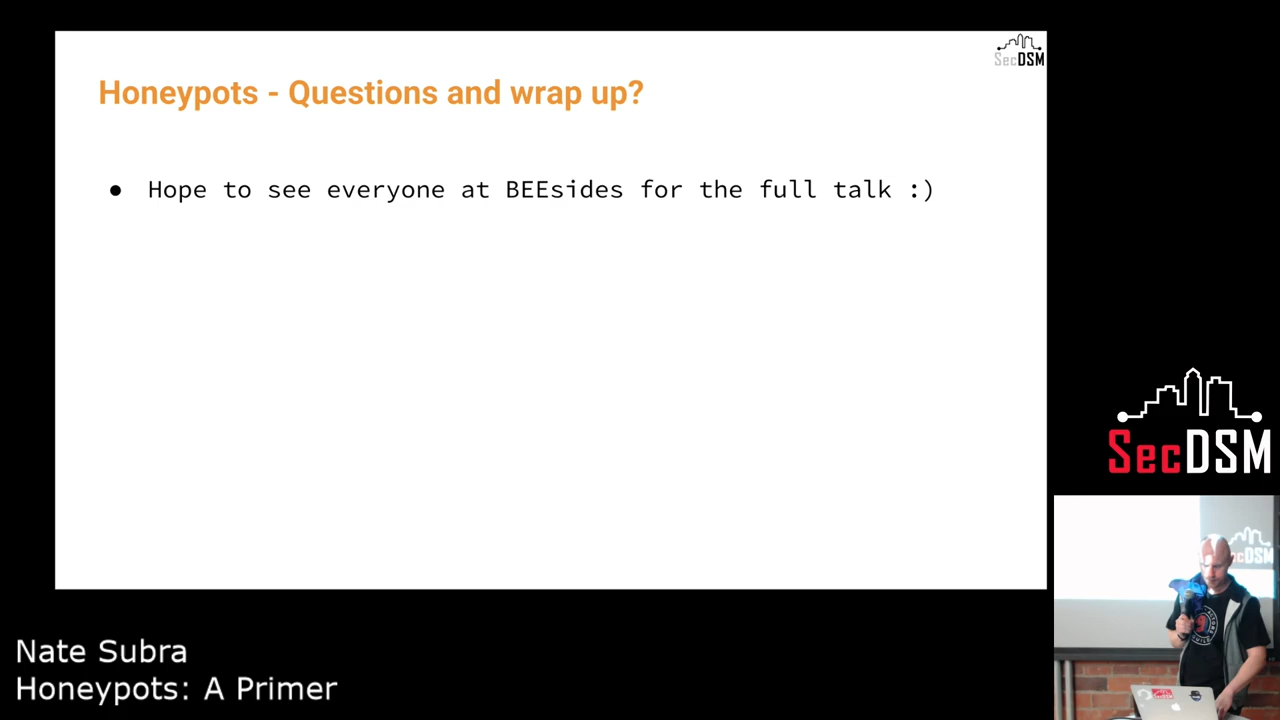 SecDSM
Honeypots - Questions and wrap up?
● Hope to see everyone at BEEsides for the full talk :)
SecDSM
SecDSM
Nate Subra
Honeypots: A Primer